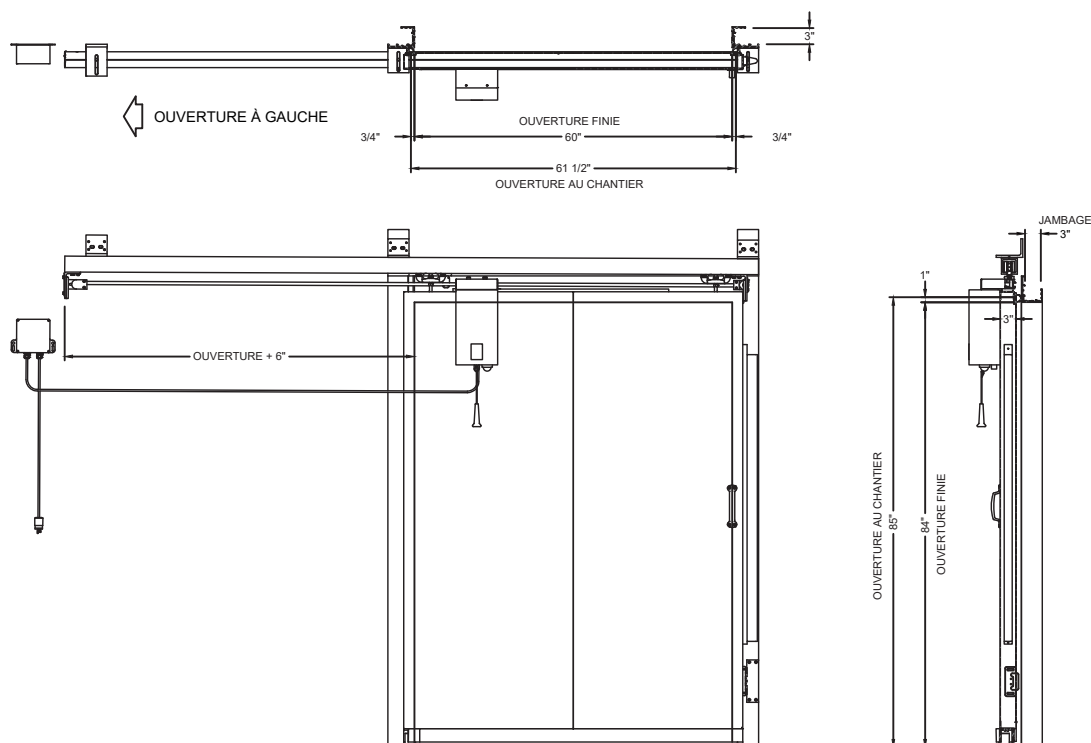 3"
OUVERTURE À GAUCHE
OUVERTURE FINIE
3/4" 60" 3/4"
61 1/2"
OUVERTURE AU CHANTIER
JAMBAGE
3"
1"
3"
OUVERTURE + 6"
OUVERTURE AU CHANTIER
85"
84"
OUVERTURE FINIE